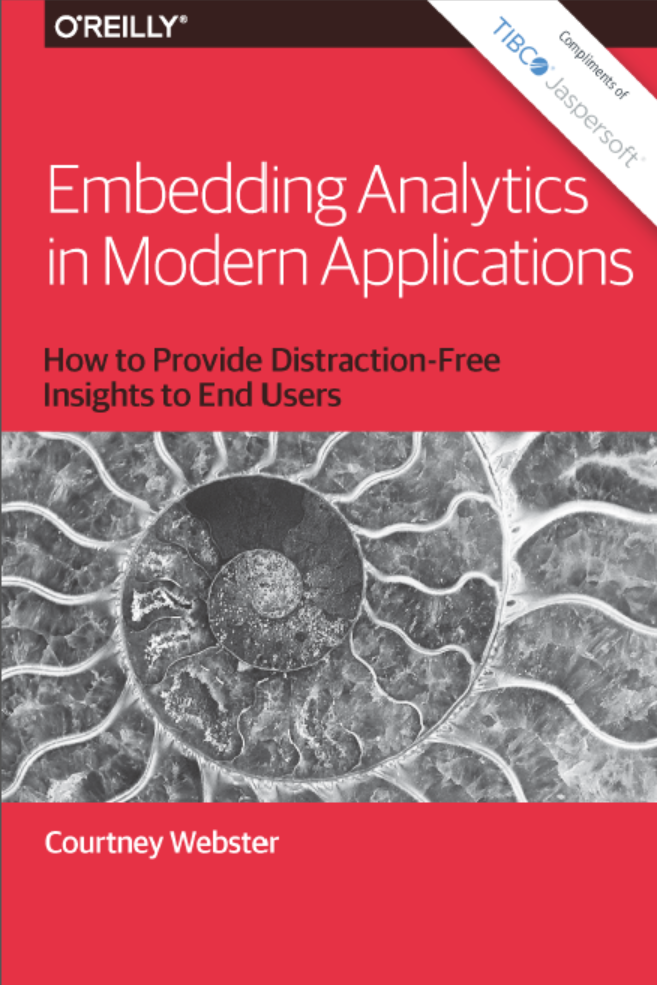 O'REILLY®
Compliments of
TIBCO® Jaspersoft®
Embedding Analytics
in Modern Applications
How to Provide Distraction-Free
Insights to End Users
Courtney Webster